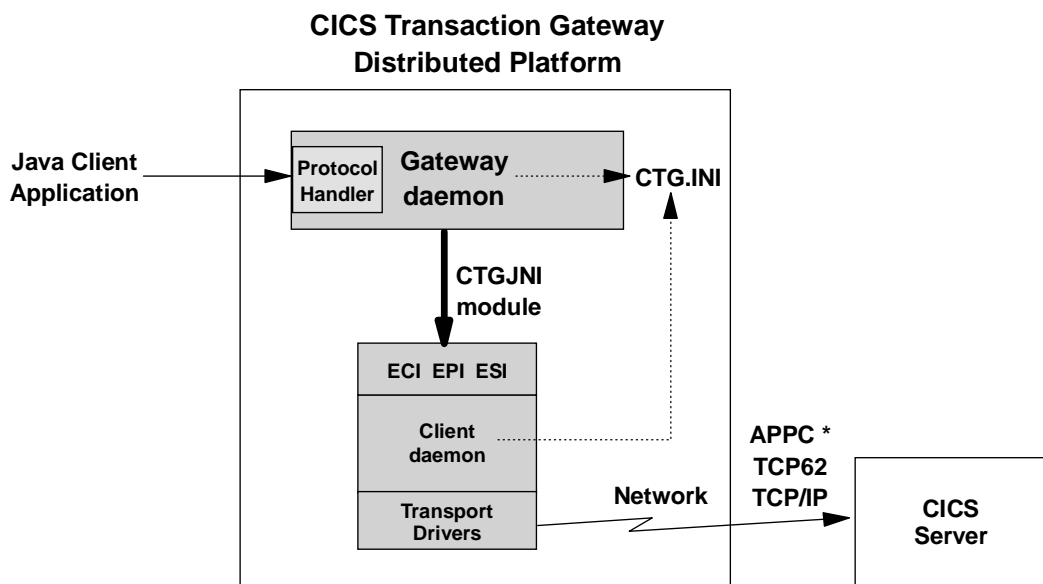 CICS Transaction Gateway
Distributed Platform
Java Client
Application
Protocol
Handler
Gateway
daemon
CTG.INI
CTGJNI
module
ECI EPI ESI
Client
daemon
Transport
Drivers
Network
APPC *
TCP62
TCP/IP
CICS
Server